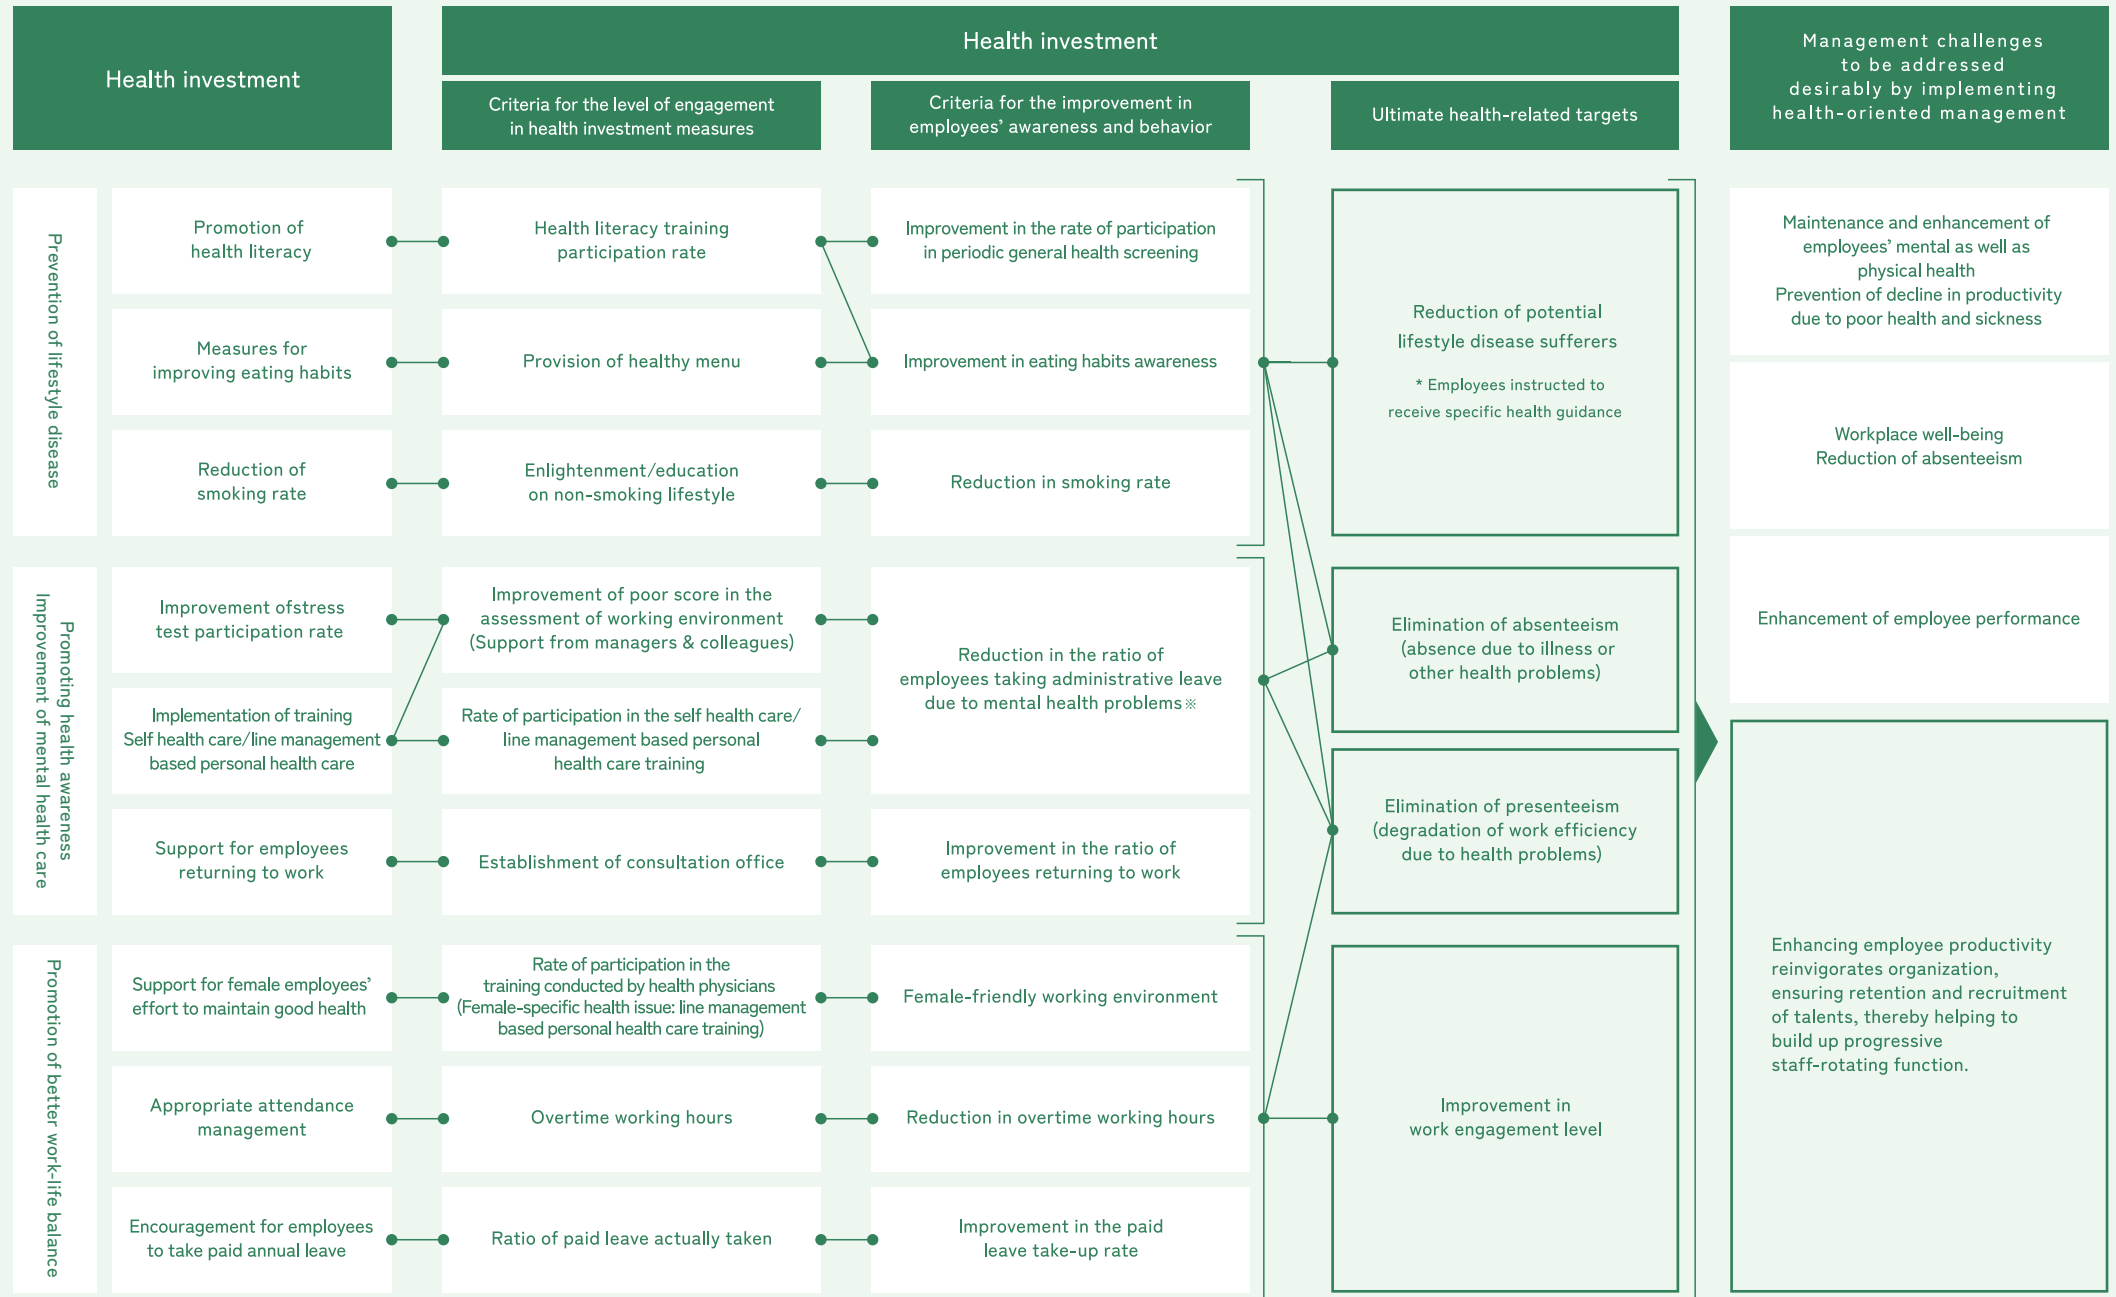 Health investment
Health investment
Criteria for the level of engagement
in health investment measures
Criteria for the improvement in
employees' awareness and behavior
Ultimate health-related targets
Management challenges
to be addressed
desirably by implementing
health-oriented management
Prevention of lifestyle disease
Promotion of
health literacy
Health literacy training
participation rate
Improvement in the rate of participation
in periodic general health screening
Measures for
improving eating habits
Provision of healthy menu
Improvement in eating habits awareness
Reduction of
smoking rate
Enlightenment/education
on non-smoking lifestyle
Reduction in smoking rate
Reduction of potential
lifestyle disease sufferers
* Employees instructed to
receive specific health guidance
Promoting health awareness
Improvement of mental health care
Improvement ofstress
test participation rate
Improvement of poor score in the
assessment of working environment
(Support from managers & colleagues)
Implementation of training
Self health care/line management
based personal health care
Rate of participation in the self health care/
line management based personal
health care training
Reduction in the ratio of
employees taking administrative leave
due to mental health problems※
Support for employees
returning to work
Establishment of consultation office
Improvement in the ratio of
employees returning to work
Elimination of absenteeism
(absence due to illness or
other health problems)
Elimination of presenteeism
(degradation of work efficiency
due to health problems)
Promotion of better work-life balance
Support for female employees'
effort to maintain good health
Rate of participation in the
training conducted by health physicians
(Female-specific health issue: line management
based personal health care training)
Female-friendly working environment
Appropriate attendance
management
Overtime working hours
Reduction in overtime working hours
Encouragement for employees
to take paid annual leave
Ratio of paid leave actually taken
Improvement in the paid
leave take-up rate
Improvement in
work engagement level
Maintenance and enhancement of
employees' mental as well as
physical health
Prevention of decline in productivity
due to poor health and sickness
Workplace well-being
Reduction of absenteeism
Enhancement of employee performance
Enhancing employee productivity
reinvigorates organization,
ensuring retention and recruitment
of talents, thereby helping to
build up progressive
staff-rotating function.